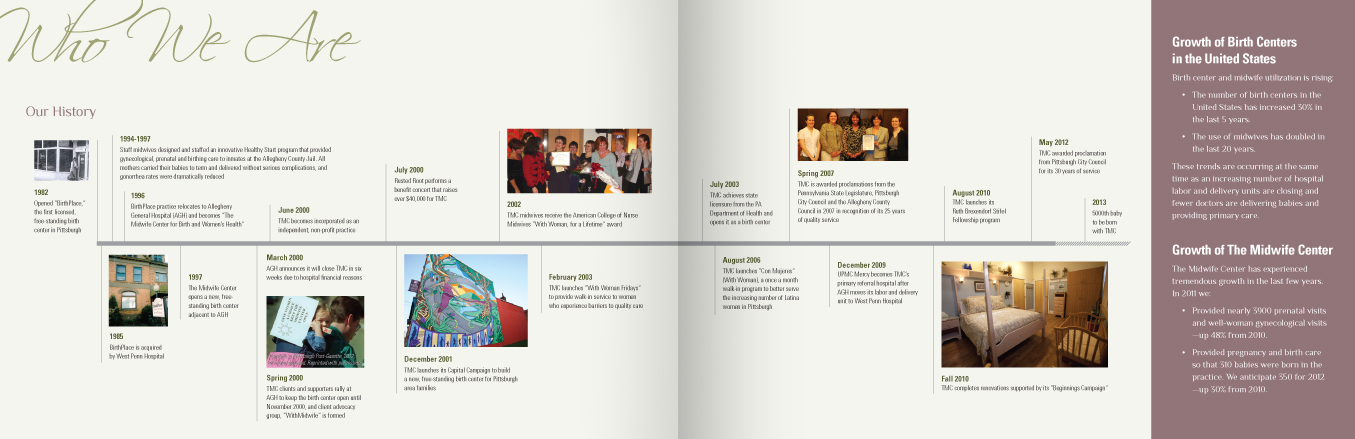 Who We Are
Our History
1982
Opened "BirthPlace,"
the first licensed,
free-standing birth
center in Pittsburgh
1994-1997
Staff midwives designed and staffed an innovative Healthy Start program that provided
gynecological, prenatal and birthing care to inmates at the Allegheny County Jail. All
mothers carried their babies to term and delivered without serious complications, and
gonorrhea rates were dramatically reduced
1996
BirthPlace practice relocates to Allegheny
General Hospital (AGH) and becomes "The
Midwife Center for Birth and Women's Health"
June 2000
TMC becomes incorporated as an
independent, non-profit practice
July 2000
Rusted Root performs a
benefit concert that raises
over $40,000 for TMC
2002
TMC midwives receive the American College of Nurse
Midwives "With Woman, for a Lifetime" award
July 2003
TMC achieves state
licensure from the PA
Department of Health and
opens it as a birth center
Spring 2007
TMC is awarded proclamations from the
Pennsylvania State Legislature, Pittsburgh
City Council and the Allegheny County
Council in 2007 in recognition of its 25 years
of quality service
August 2010
TMC launches its
Ruth Brexendorf Stifel
Fellowship program
May 2012
TMC awarded proclamation
from Pittsburgh City Council
for its 30 years of service
2013
5000th baby
to be born
with TMC
1985
BirthPlace is acquired
by West Penn Hospital
1997
The Midwife Center
opens a new, free-
standing birth center
adjacent to AGH
March 2000
AGH announces it will close TMC in six
weeks due to hospital financial reasons
Spring 2000
TMC clients and supporters rally at
AGH to keep the birth center open until
November 2000, and client advocacy
group, "WithMidwife" is formed
December 2001
TMC launches its Capital Campaign to build
a new, free-standing birth center for Pittsburgh
area families
February 2003
TMC launches "With Woman Fridays"
to provide walk-in service to women
who experience barriers to quality care
August 2006
TMC launches "Con Mujeres"
(With Woman), a once a month
walk-in program to better serve
the increasing number of Latina
women in Pittsburgh
December 2009
UPMC Mercy becomes TMC's
primary referral hospital after
AGH moves its labor and delivery
unit to West Penn Hospital
Fall 2010
TMC completes renovations supported by its "Beginnings Campaign"
Growth of Birth Centers
in the United States
Birth center and midwife utilization is rising:
• The number of birth centers in the
United States has increased 30% in
the last 5 years.
• The use of midwives has doubled in
the last 20 years.
These trends are occurring at the same
time as an increasing number of hospital
labor and delivery units are closing and
fewer doctors are delivering babies and
providing primary care.
Growth of The Midwife Center
The Midwife Center has experienced
tremendous growth in the last few years.
In 2011 we:
• Provided nearly 3900 prenatal visits
and well-woman gynecological visits
—up 48% from 2010.
• Provided pregnancy and birth care
so that 310 babies were born in the
practice. We anticipate 350 for 2012
—up 30% from 2010.